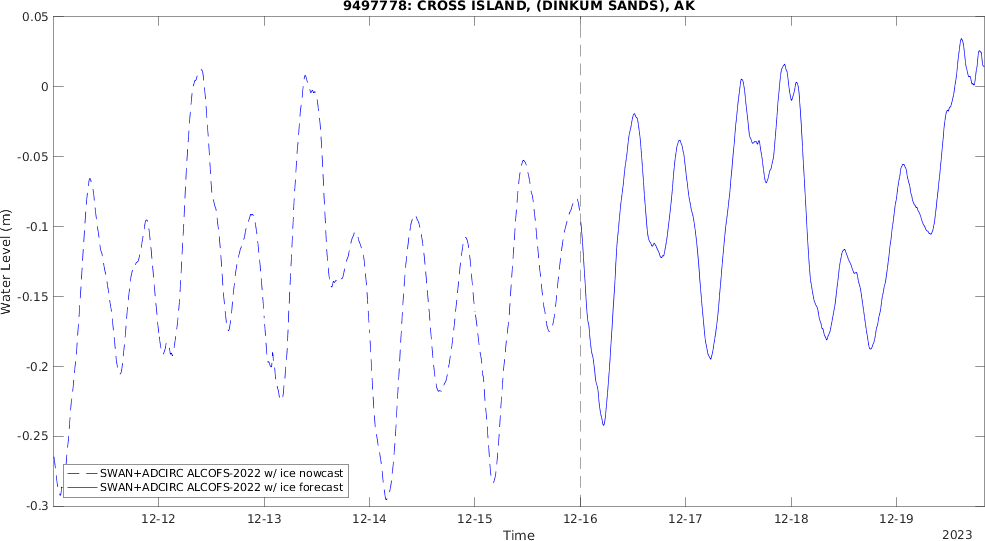 9497778: CROSS ISLAND, (DINKUM SANDS), AK
0.05
0
-0.05
-0.1
-0.15
-0.2
-0.25
-0.3
Water Level (m)
SWAN+ADCIRC ALCOFS-2022 w/ ice nowcast
SWAN+ADCIRC ALCOFS-2022 w/ ice forecast
12-12 12-13 12-14 12-15 12-16 12-17 12-18 12-19
Time
2023